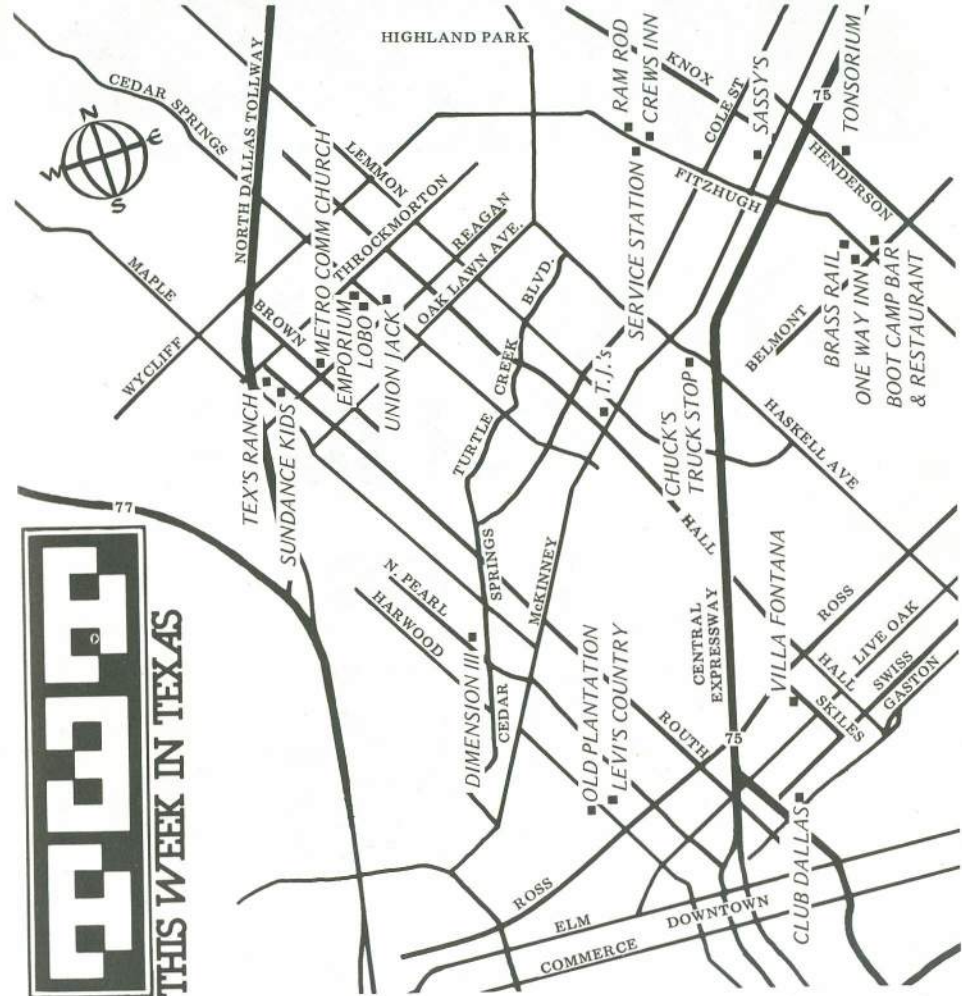 HIGHLAND PARK
CEDAR SPRINGS
NORTH DALLAS TOLLWAY
RAM ROD
CREWS INN
KNOX
COLE ST
SASSY'S
75
TONSORIUM
N
E
W
S
LEMMON
METRO COMM CHURCH
THROCKMORTON
REAGAN
OAK LAWN AVE.
FITZHUGH
HENDERSON
SERVICE STATION
MAPLE
WYCLIFF
BROWN
EMPORIUM
LOBO
UNION JACK
TURTLE CREEK BLVD.
T.J.'s
BELMONT
BRASS RAIL
ONE WAY INN
BOOT CAMP BAR
& RESTAURANT
TEX'S RANCH
SUNDANCE KIDS
CHUCK'S
TRUCK STOP
HASKELL AVE
77
HALL
N. PEARL
HARWOOD
SPRINGS
McKINNEY
CENTRAL
EXPRESSWAY
VILLA FONTANA
ROSS
LIVE OAK
HALL
SWISS
SKILES
GASTON
DIMENSION III
CEDAR
OLD PLANTATION
LEVI'S COUNTRY
ROUTH
75
CLUB DALLAS
ROSS
ELM
DOWNTOWN
COMMERCE
THIS WEEK IN TEXAS